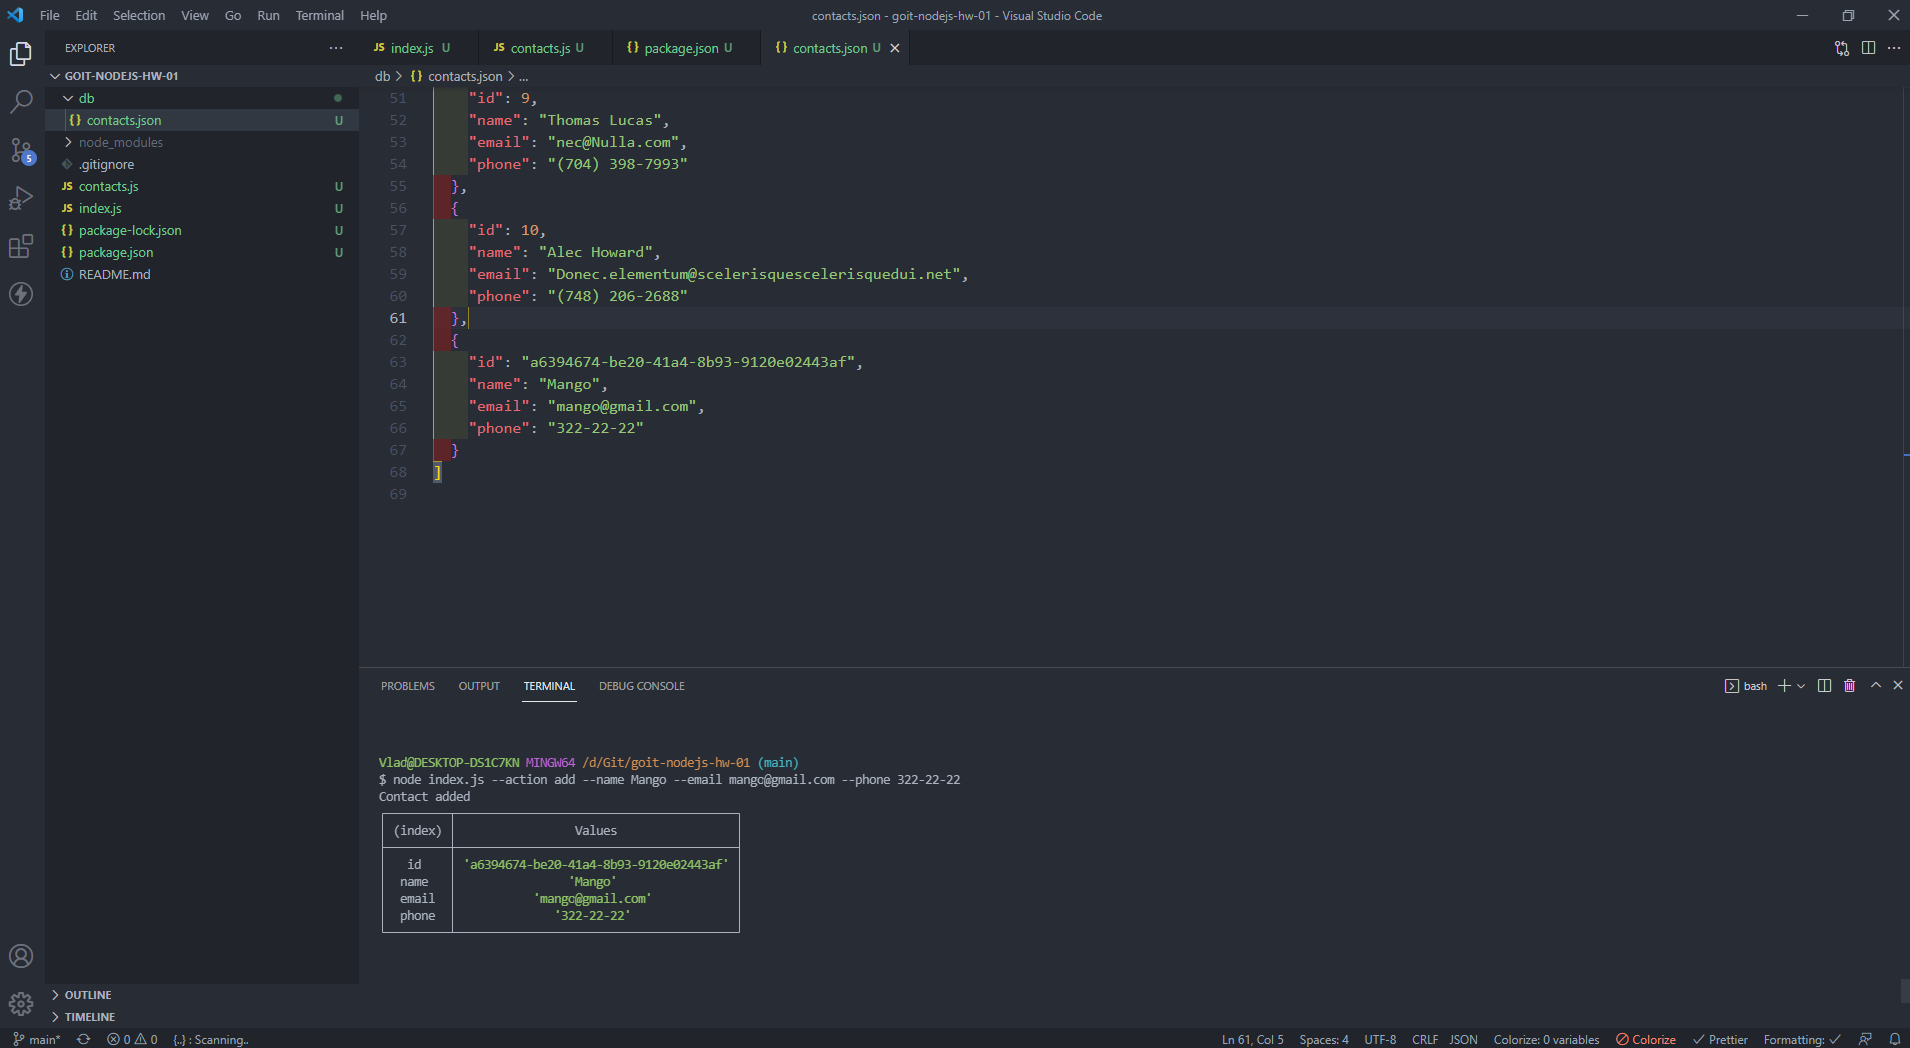 File Edit Selection View Go Run Terminal Help
contacts.json - goit-nodejs-hw-01 - Visual Studio Code
EXPLORER
GOIT-NODEJS-HW-01
db
{} contacts.json U
node_modules
.gitignore
JS contacts.js U
JS index.js U
{} package-lock.json U
{} package.json U
README.md
OUTLINE
TIMELINE
5
JS index.js U
JS contacts.js U
{} package.json U
{} contacts.json U
db > {} contacts.json > ...
51 "id": 9,
52 "name": "Thomas Lucas",
53 "email": "nec@Nulla.com",
54 "phone": "(704) 398-7993"
55 },
56 {
57 "id": 10,
58 "name": "Alec Howard",
59 "email": "Donec.elementum@scelerisquescelerisquedui.net",
60 "phone": "(748) 206-2688"
61 },
62 {
63 "id": "a6394674-be20-41a4-8b93-9120e02443af",
64 "name": "Mango",
65 "email": "mango@gmail.com",
66 "phone": "322-22-22"
67 }
68 ]
69
PROBLEMS OUTPUT TERMINAL DEBUG CONSOLE
bash
Vlad@DESKTOP-DS1C7KN MINGW64 /d/Git/goit-nodejs-hw-01 (main)
$ node index.js --action add --name Mango --email mango@gmail.com --phone 322-22-22
Contact added
(index) Values
id 'a6394674-be20-41a4-8b93-9120e02443af'
name 'Mango'
email 'mango@gmail.com'
phone '322-22-22'
main* 0 0 {..} : Scanning.. Ln 61, Col 5 Spaces: 4 UTF-8 CRLF JSON Colorize: 0 variables Colorize Prettier Formatting: